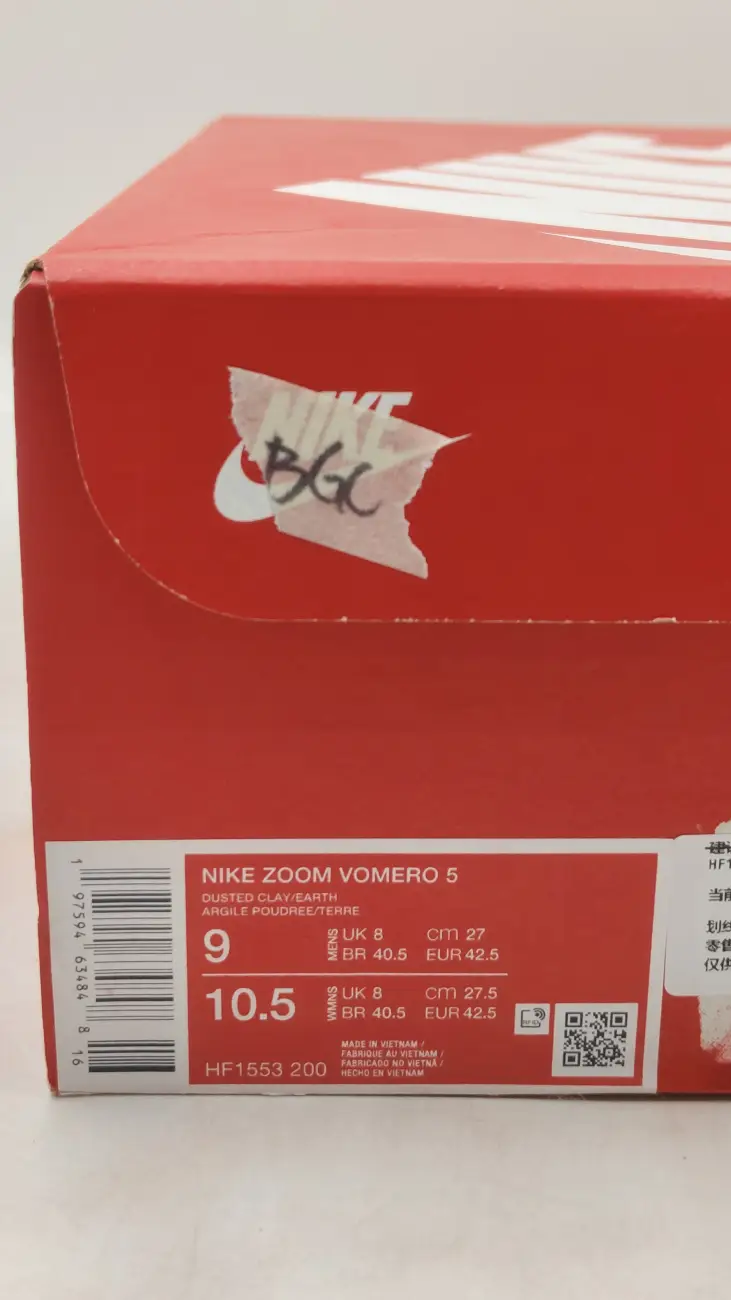 NIKE
BGC
NIKE ZOOM VOMERO 5
DUSTED CLAY/EARTH
ARGILE POUDREE/TERRE
9 MENS UK 8 cm 27
BR 40.5 EUR 42.5
10.5 WMNS UK 8 cm 27.5
BR 40.5 EUR 42.5
HF1553 200
MADE IN VIETNAM /
FABRIQUE AU VIETNAM /
FABRICADO NO VIETNÃ /
HECHO EN VIETNAM
1 97594 63484 8 16
HF1
当前
划线
零售
仅供